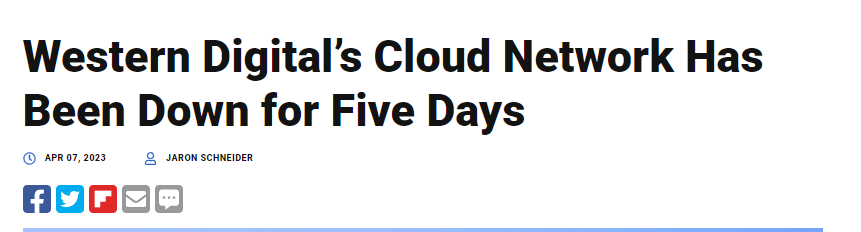 Western Digital’s Cloud Network Has
Been Down for Five Days
APR 07, 2023 JARON SCHNEIDER